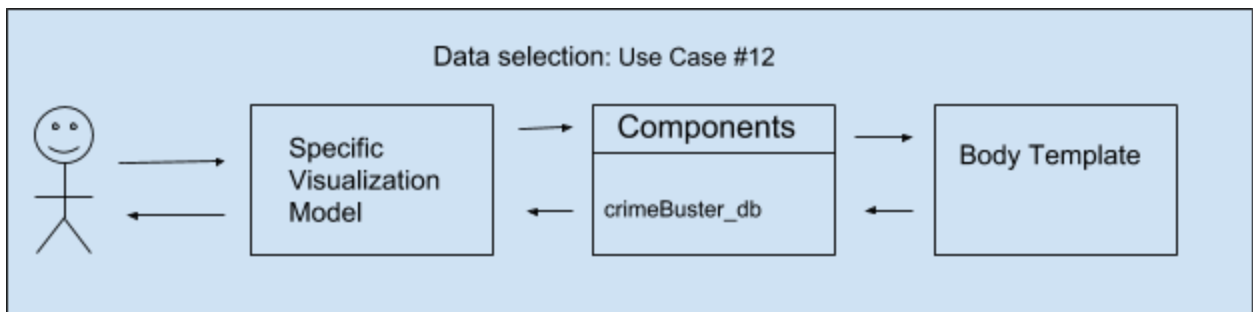 Data selection: Use Case #12
Specific
Visualization
Model
Components
crimeBuster_db
Body Template